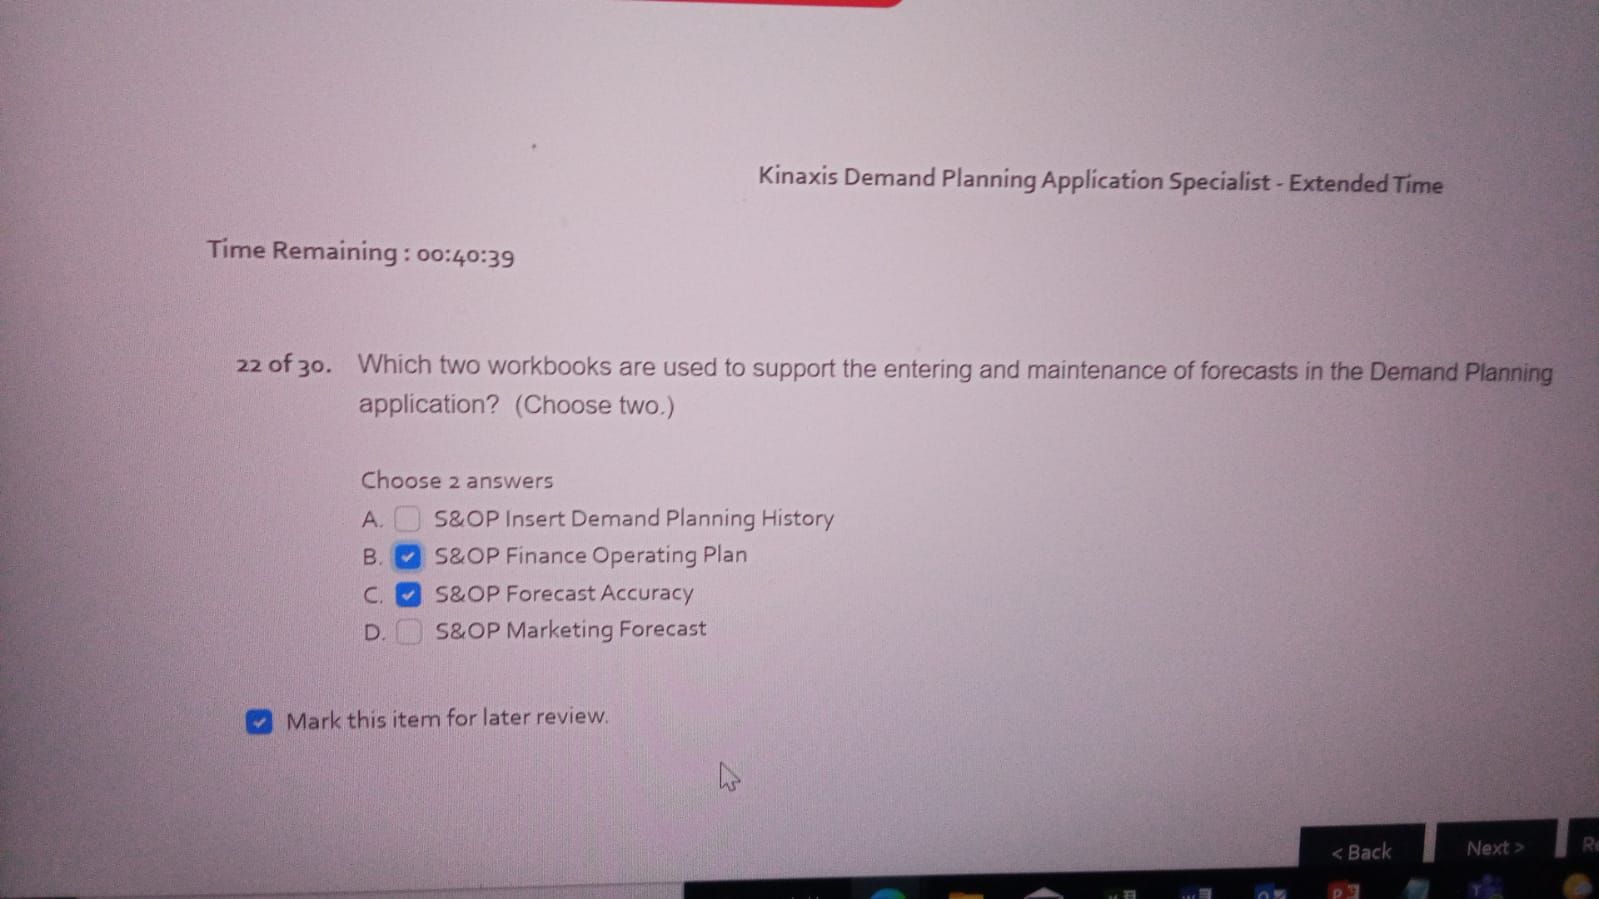 Kinaxis Demand Planning Application Specialist - Extended Time
Time Remaining : 00:40:39
22 of 30. Which two workbooks are used to support the entering and maintenance of forecasts in the Demand Planning
application? (Choose two.)
Choose 2 answers
A. S&OP Insert Demand Planning History
B. S&OP Finance Operating Plan
C. S&OP Forecast Accuracy
D. S&OP Marketing Forecast
Mark this item for later review.
< Back Next >